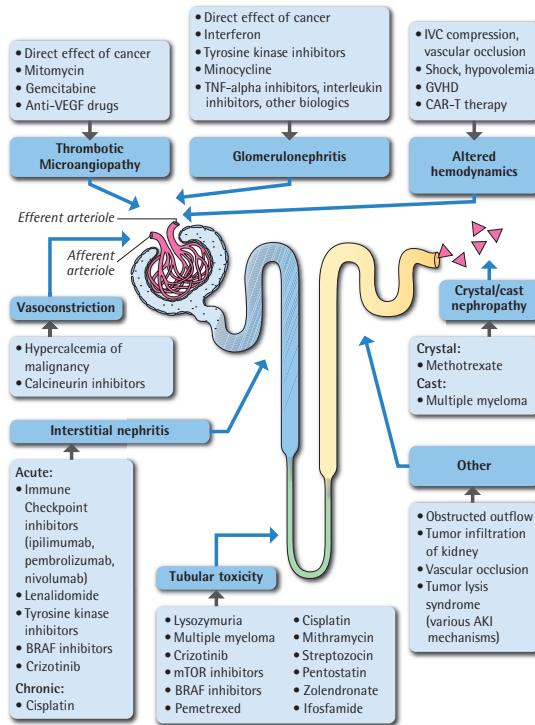 • Direct effect of cancer
• Mitomycin
• Gemcitabine
• Anti-VEGF drugs
Thrombotic
Microangiopathy
• Direct effect of cancer
• Interferon
• Tyrosine kinase inhibitors
• Minocycline
• TNF-alpha inhibitors, interleukin
inhibitors, other biologics
Glomerulonephritis
• IVC compression,
vascular occlusion
• Shock, hypovolemia
• GVHD
• CAR-T therapy
Altered
hemodynamics
Efferent arteriole
Afferent
arteriole
Vasoconstriction
• Hypercalcemia of
malignancy
• Calcineurin inhibitors
Crystal/cast
nephropathy
Crystal:
• Methotrexate
Cast:
• Multiple myeloma
Interstitial nephritis
Acute:
• Immune
Checkpoint
inhibitors
(ipilimumab,
pembrolizumab,
nivolumab)
• Lenalidomide
• Tyrosine kinase
inhibitors
• BRAF inhibitors
• Crizotinib
Chronic:
• Cisplatin
Tubular toxicity
• Lysozymuria
• Multiple myeloma
• Crizotinib
• mTOR inhibitors
• BRAF inhibitors
• Pemetrexed
• Cisplatin
• Mithramycin
• Streptozocin
• Pentostatin
• Zolendronate
• Ifosfamide
Other
• Obstructed outflow
• Tumor infiltration
of kidney
• Vascular occlusion
• Tumor lysis
syndrome
(various AKI
mechanisms)